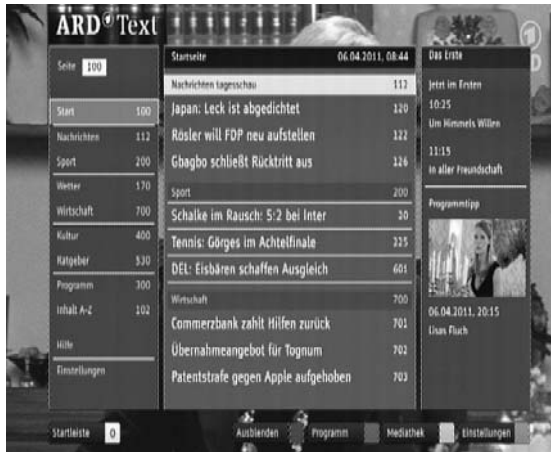 ARD Text
Seite 100
Start 100
Nachrichten 112
Sport 200
Wetter 170
Wirtschaft 700
Kultur 400
Ratgeber 530
Programm 300
Inhalt A-Z 102
Hilfe
Einstellungen
Startseite 06.04.2011, 08:44
Nachrichten tagesschau 112
Japan: Leck ist abgedichtet 120
Rösler will FDP neu aufstellen 122
Gbagbo schließt Rücktritt aus 126
Sport 200
Schalke im Rausch: 5:2 bei Inter 20
Tennis: Görges im Achtelfinale 225
DEL: Eisbären schaffen Ausgleich 601
Wirtschaft 700
Commerzbank zahlt Hilfen zurück 701
Übernahmeangebot für Tognum 702
Patentstrafe gegen Apple aufgehoben 703
Das Erste
Jetzt im Ersten
10:25
Um Himmels Willen
11:15
In aller Freundschaft
Programmtipp
06.04.2011, 20:15
Lisas Fluch
Startleiste 0 Ausblenden Programm Mediathek Einstellungen